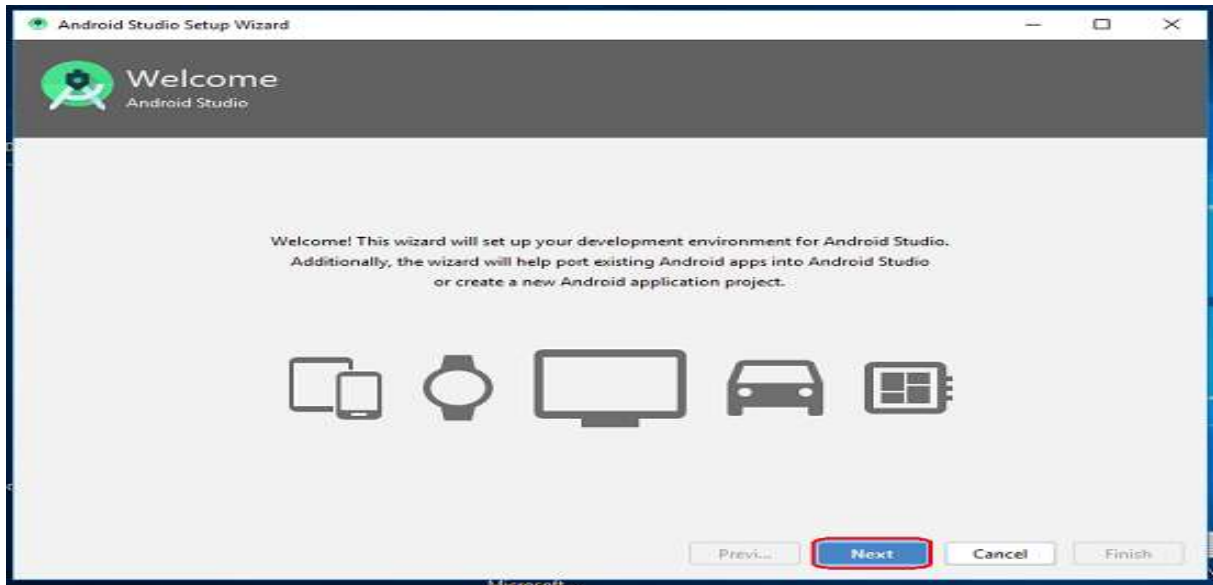 Android Studio Setup Wizard
Welcome
Android Studio
Welcome! This wizard will set up your development environment for Android Studio.
Additionally, the wizard will help port existing Android apps into Android Studio
or create a new Android application project.
Previ... Next Cancel Finish
Microsoft